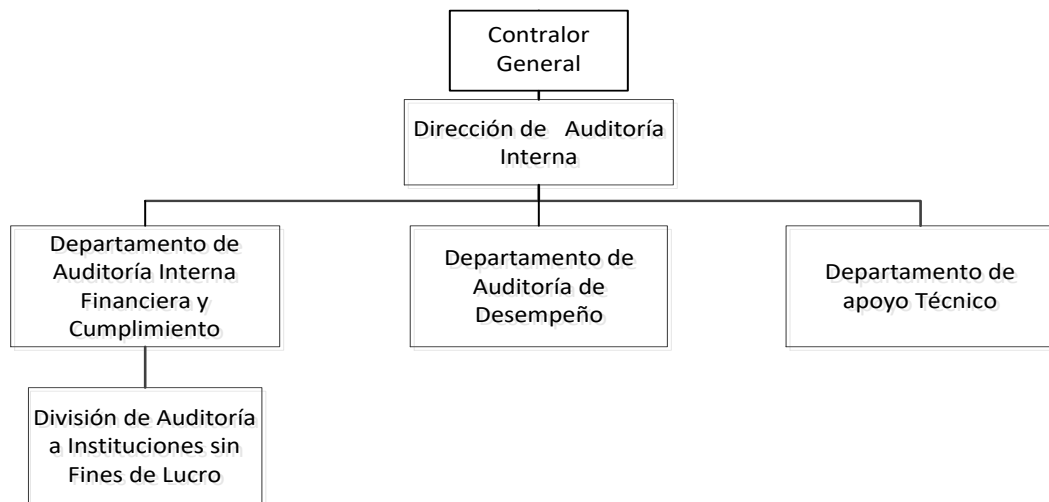 Contralor
General
Dirección de Auditoría
Interna
Departamento de
Auditoría Interna
Financiera y
Cumplimiento
Departamento de
Auditoría de
Desempeño
Departamento de
apoyo Técnico
División de Auditoría
a Instituciones sin
Fines de Lucro